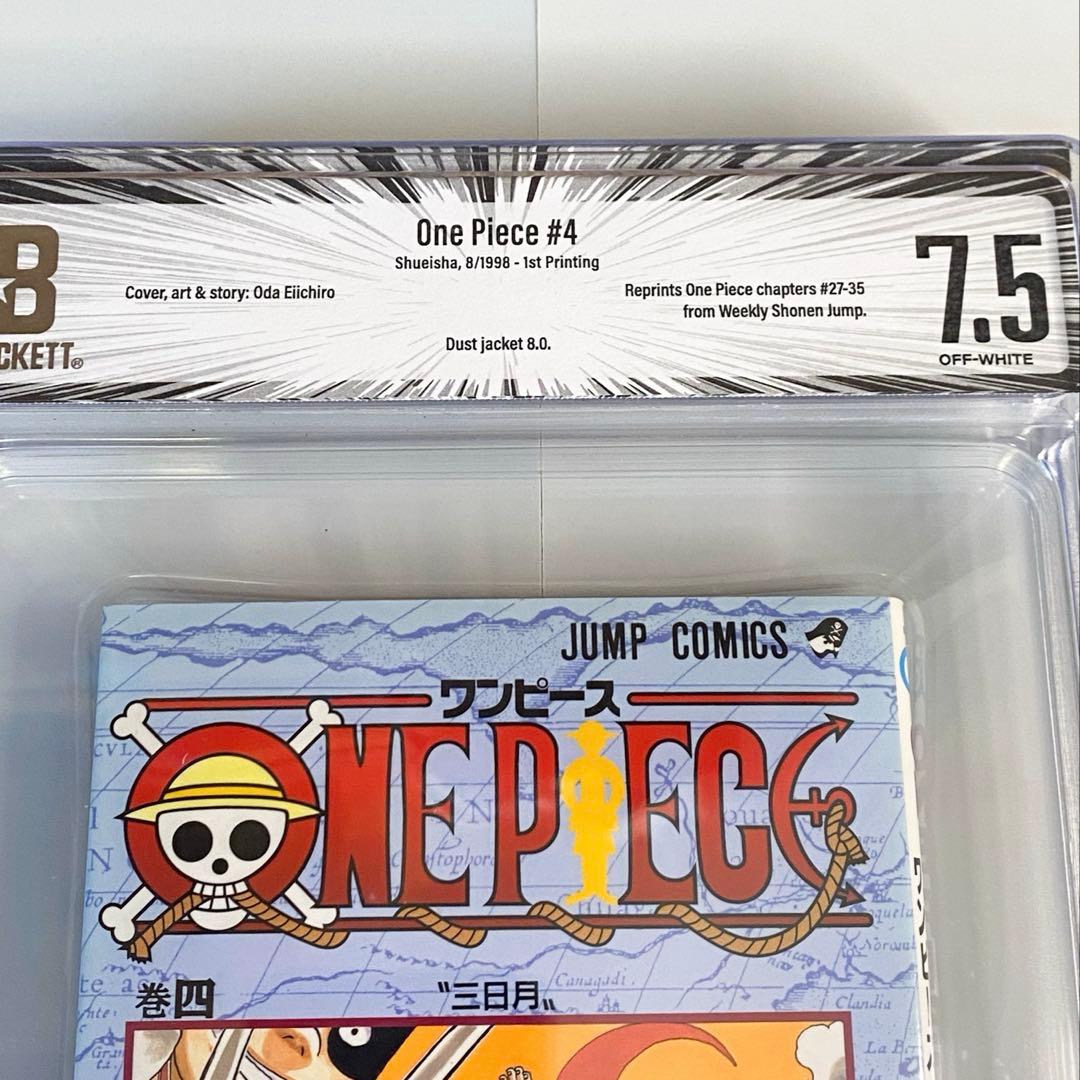 One Piece #4
Shueisha, 8/1998 - 1st Printing
Cover, art & story: Oda Eiichiro
Reprints One Piece chapters #27-35
from Weekly Shonen Jump.
Dust jacket 8.0.
CKETT®
7.5
OFF-WHITE
JUMP COMICS
ワンピース
ONE PIECE
巻四
〝三日月〟
Canagadi.
Clandia